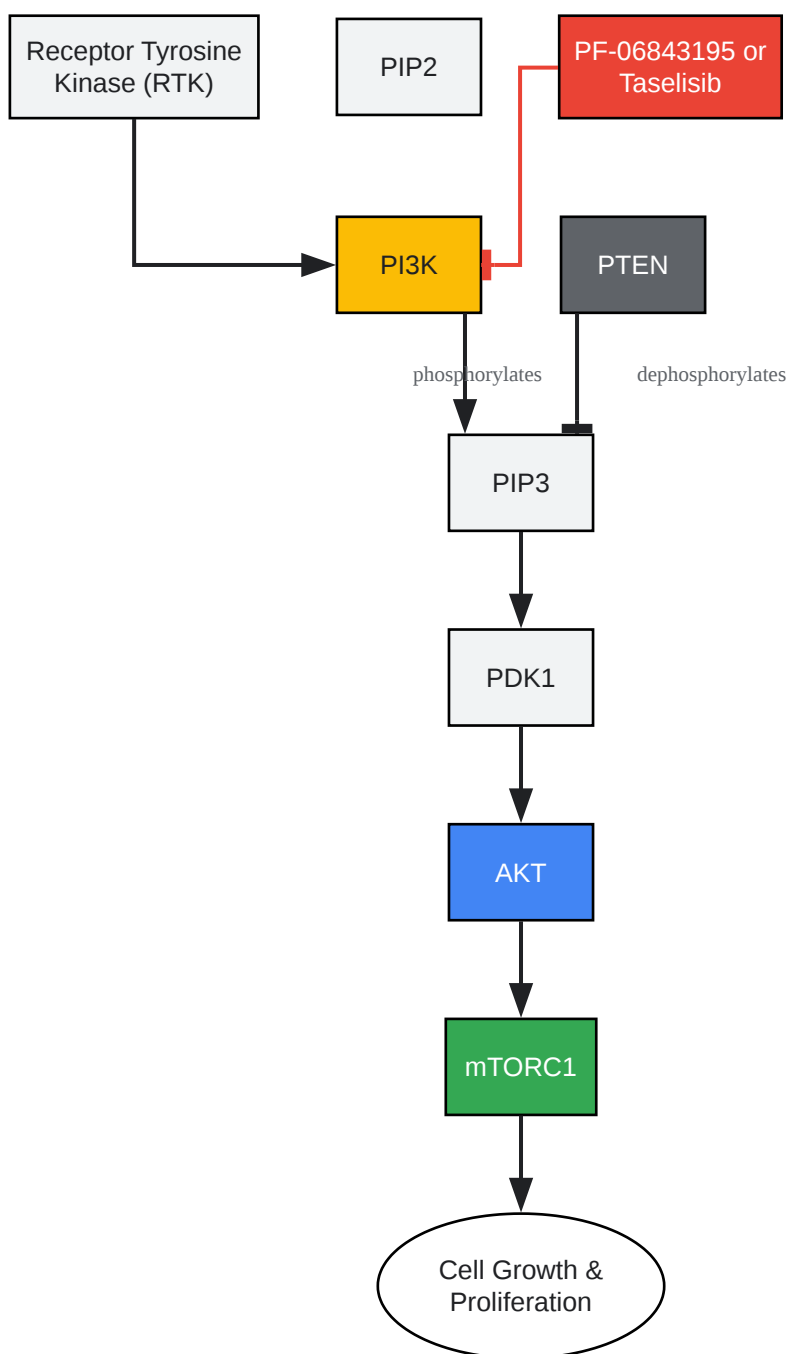 Receptor Tyrosine
Kinase (RTK)
PIP2
PF-06843195 or
Taselisib
PI3K
PTEN
phosphorylates
dephosphorylates
PIP3
PDK1
AKT
mTORC1
Cell Growth &
Proliferation